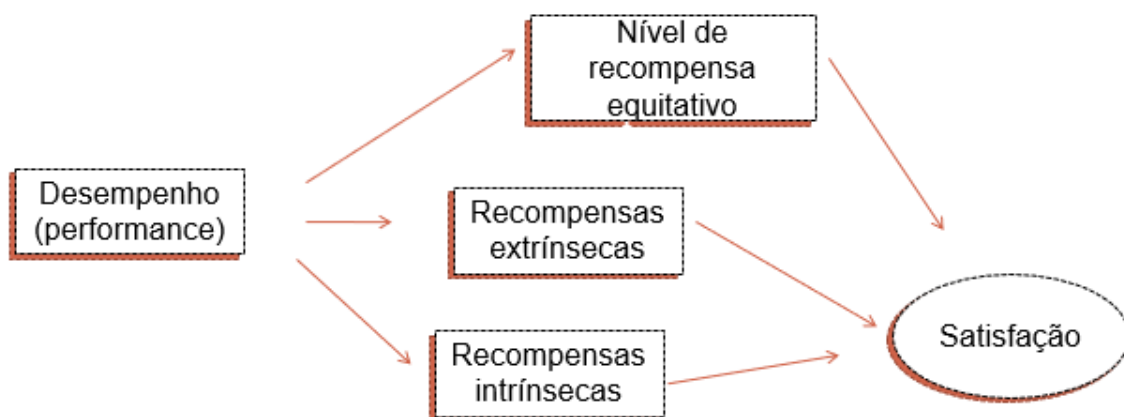 Nível de
recompensa
equitativo
Desempenho
(performance)
Recompensas
extrínsecas
Recompensas
intrínsecas
Satisfação